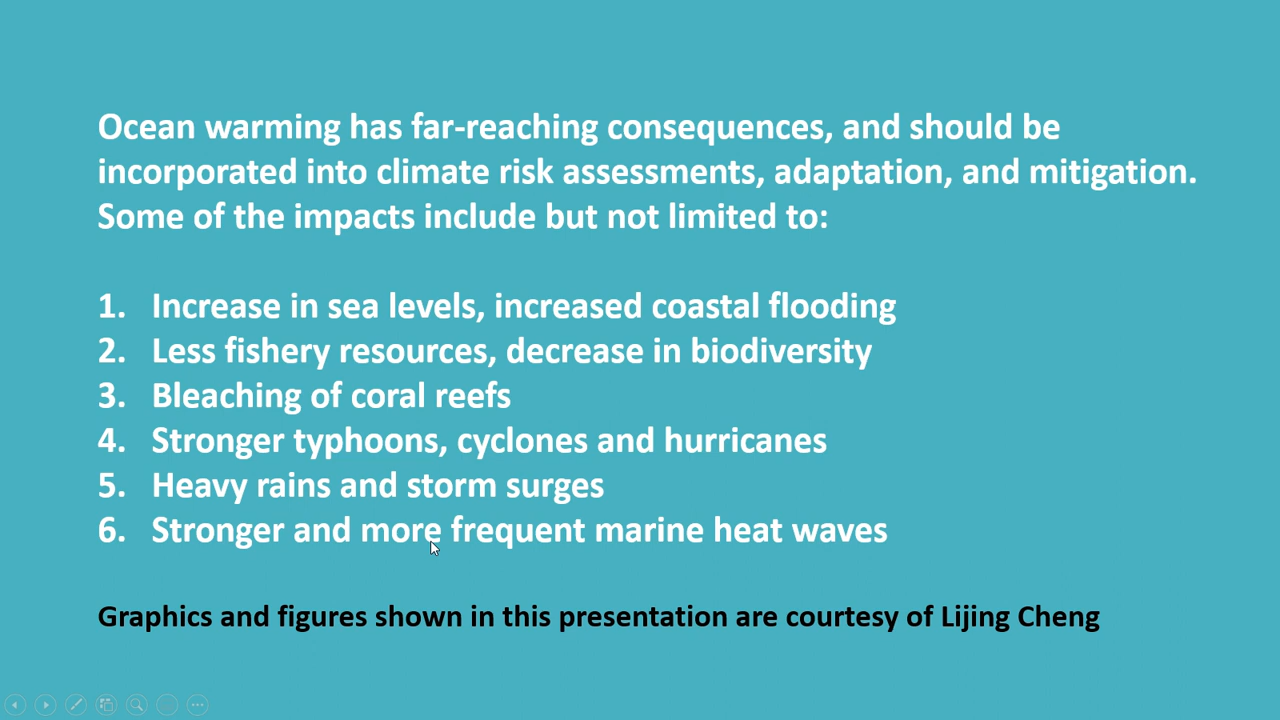 Ocean warming has far-reaching consequences, and should be
incorporated into climate risk assessments, adaptation, and mitigation.
Some of the impacts include but not limited to:
1. Increase in sea levels, increased coastal flooding
2. Less fishery resources, decrease in biodiversity
3. Bleaching of coral reefs
4. Stronger typhoons, cyclones and hurricanes
5. Heavy rains and storm surges
6. Stronger and more frequent marine heat waves
Graphics and figures shown in this presentation are courtesy of Lijing Cheng